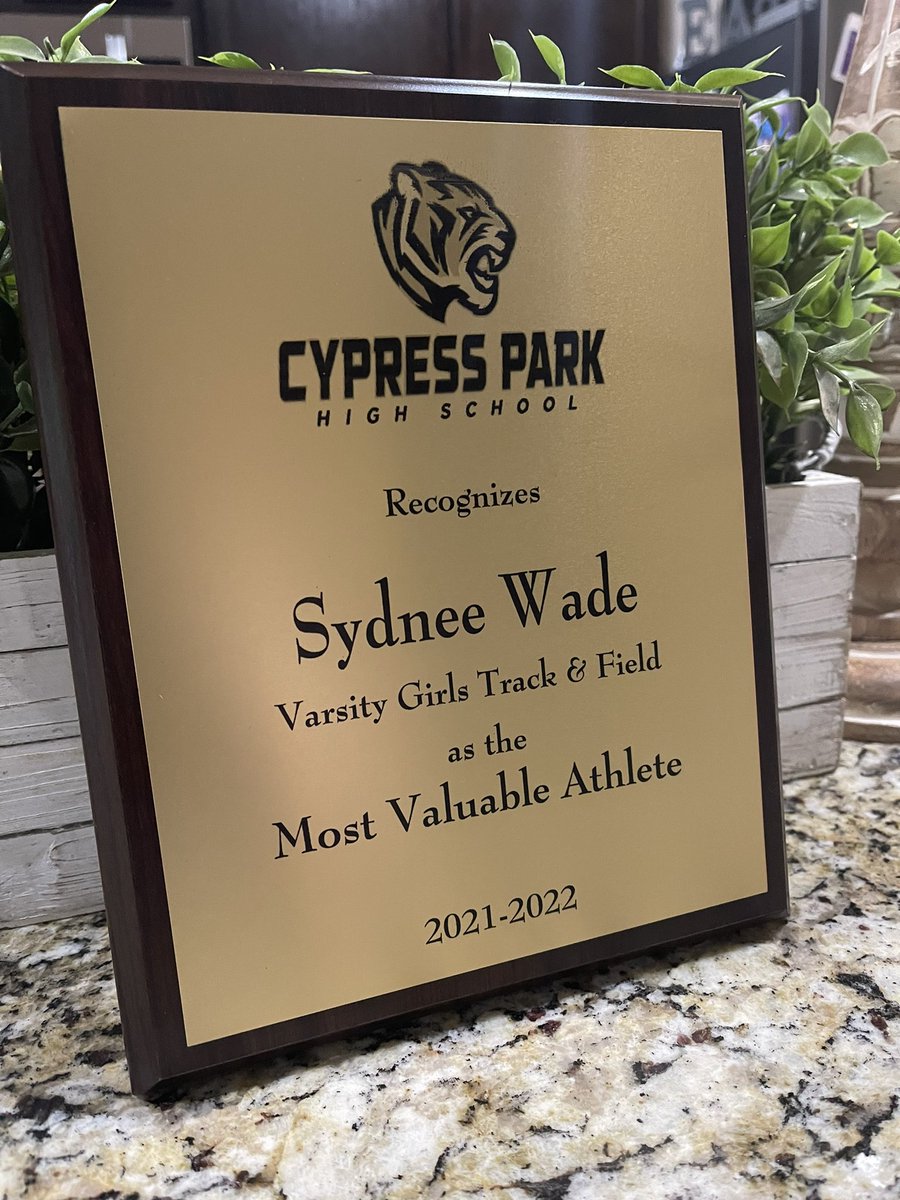 CYPRESS PARK
HIGH SCHOOL
Recognizes
Sydnee Wade
Varsity Girls Track & Field
as the
Most Valuable Athlete
2021-2022